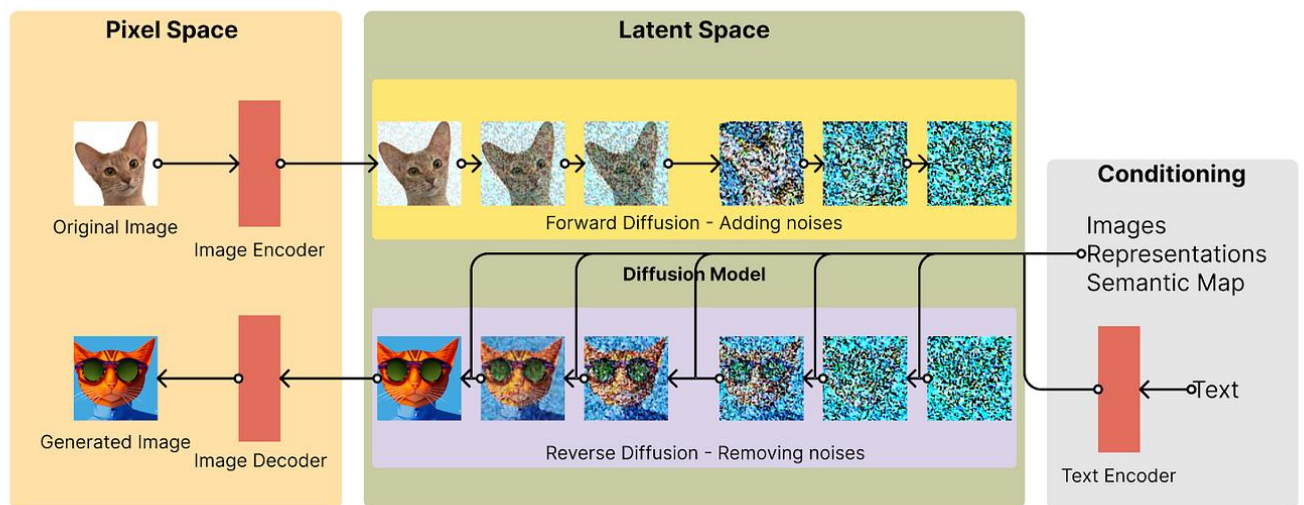 Pixel Space
Original Image
Image Encoder
Generated Image
Image Decoder
Latent Space
Forward Diffusion - Adding noises
Diffusion Model
Reverse Diffusion - Removing noises
Conditioning
Images
Representations
Semantic Map
Text
Text Encoder